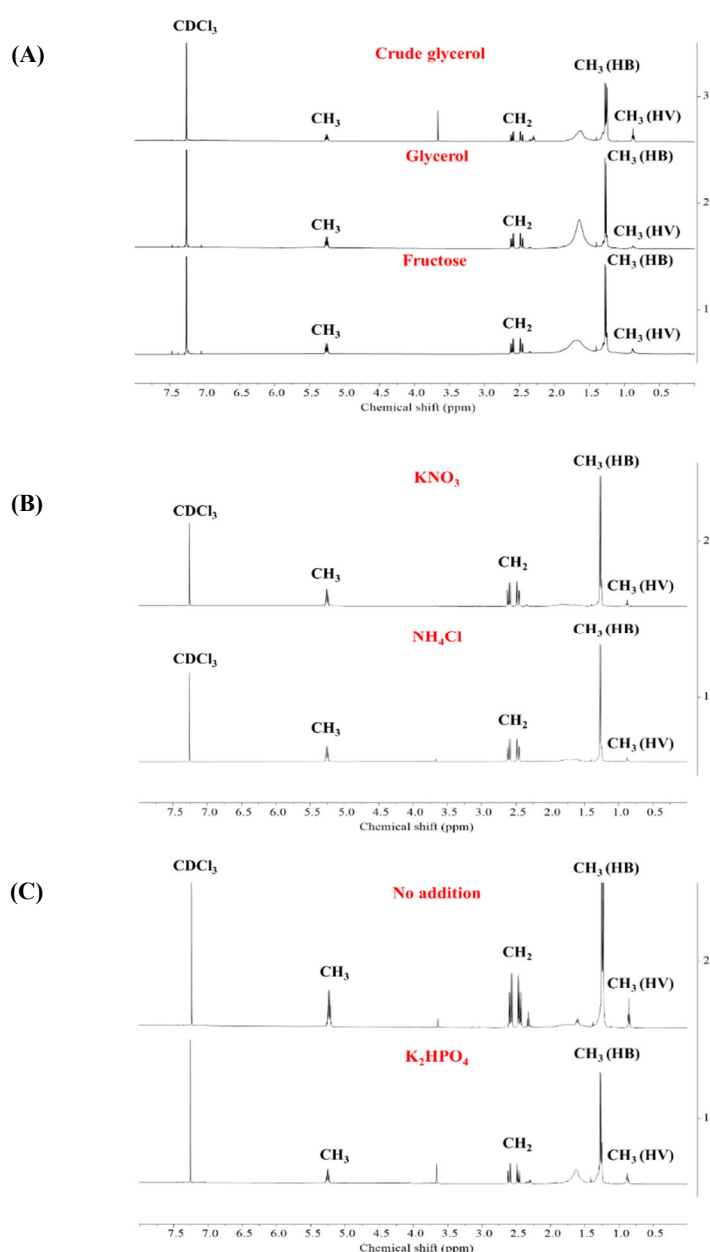 (A)
CDCl₃
Crude glycerol
CH₃ (HB)
CH₃
CH₂
CH₃ (HV)
3
Glycerol
CH₃ (HB)
CH₃
CH₂
CH₃ (HV)
2
Fructose
CH₃ (HB)
CH₃
CH₂
CH₃ (HV)
1
7.5 7.0 6.5 6.0 5.5 5.0 4.5 4.0 3.5 3.0 2.5 2.0 1.5 1.0 0.5
Chemical shift (ppm)
(B)
KNO₃
CH₃ (HB)
CDCl₃
CH₃
CH₂
CH₃ (HV)
2
NH₄Cl
CH₃ (HB)
CDCl₃
CH₃
CH₂
CH₃ (HV)
1
7.5 7.0 6.5 6.0 5.5 5.0 4.5 4.0 3.5 3.0 2.5 2.0 1.5 1.0 0.5
Chemical shift (ppm)
(C)
CDCl₃
No addition
CH₃ (HB)
CH₃
CH₂
CH₃ (HV)
2
K₂HPO₄
CH₃ (HB)
CH₃
CH₂
CH₃ (HV)
1
7.5 7.0 6.5 6.0 5.5 5.0 4.5 4.0 3.5 3.0 2.5 2.0 1.5 1.0 0.5
Chemical shift (ppm)